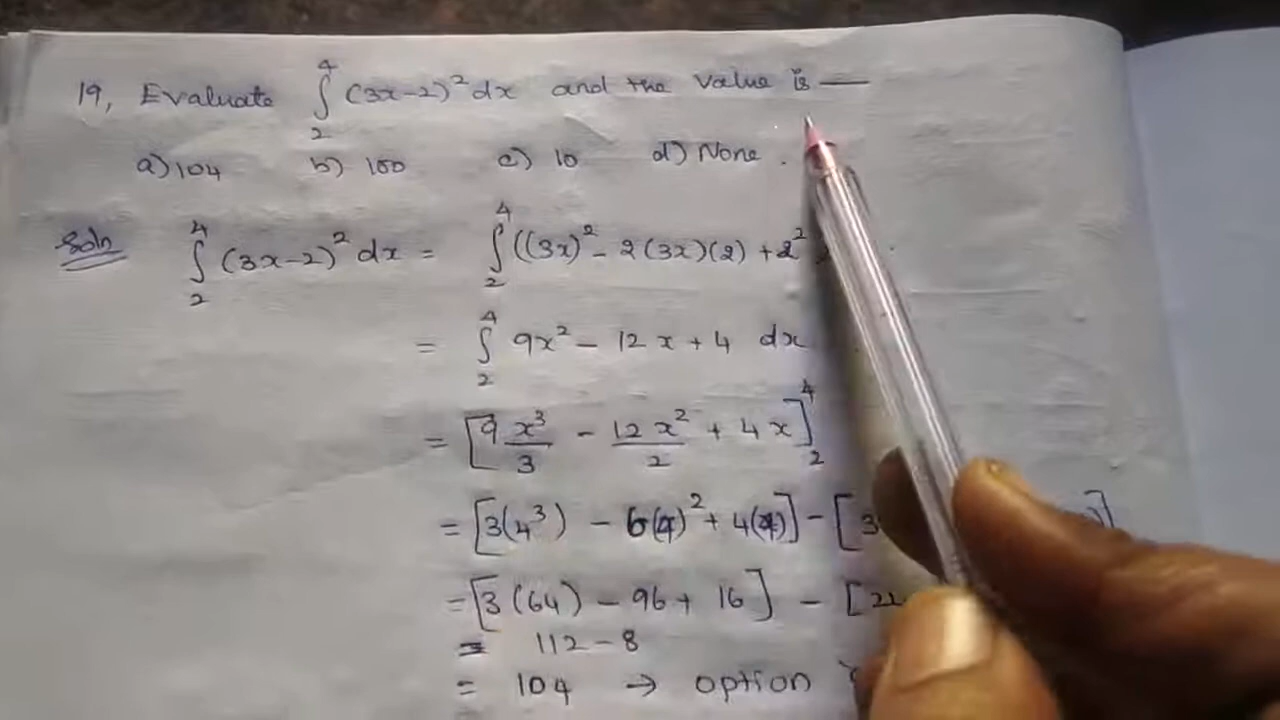 19, Evaluate ∫₂⁴ (3x-2)² dx and the value is —
a) 104 b) 100 c) 10 d) None.
Soln ∫₂⁴ (3x-2)² dx = ∫₂⁴ ((3x)² - 2(3x)(2) + 2²
= ∫₂⁴ 9x² - 12x + 4 dx
= [9 x³/3 - 12x²/2 + 4x]₂⁴
= [3(4³) - 6(4)² + 4(4)] - [3 )]
= [3(64) - 96 + 16] - [
= 112 - 8
= 104 → option